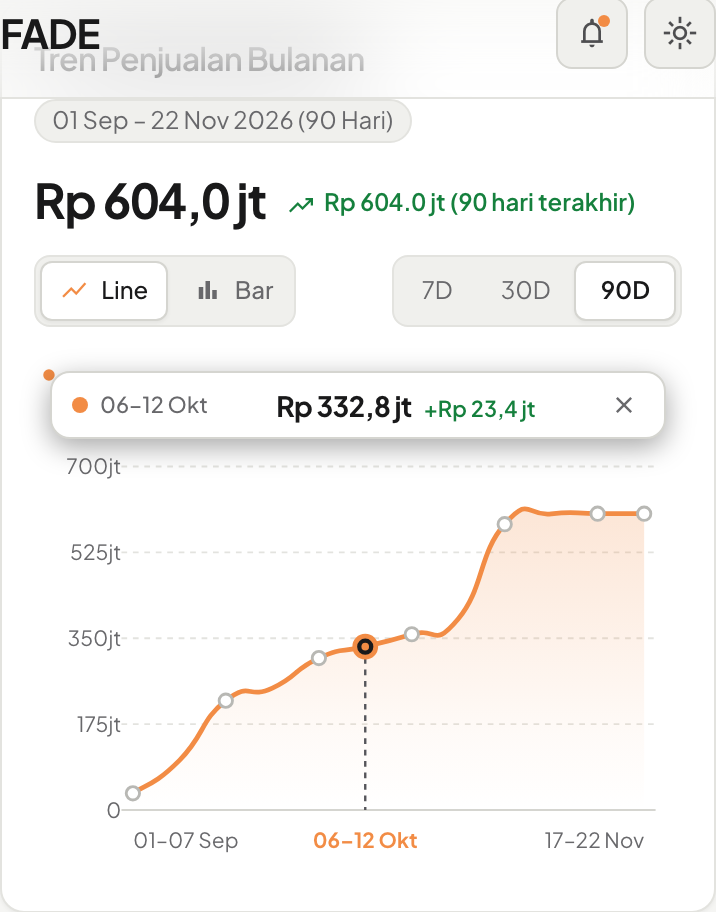 FADE
Tren Penjualan Bulanan
01 Sep – 22 Nov 2026 (90 Hari)
Rp 604,0 jt Rp 604.0 jt (90 hari terakhir)
Line Bar 7D 30D 90D
06–12 Okt Rp 332,8 jt +Rp 23,4 jt
700jt
525jt
350jt
175jt
0
01–07 Sep 06–12 Okt 17–22 Nov